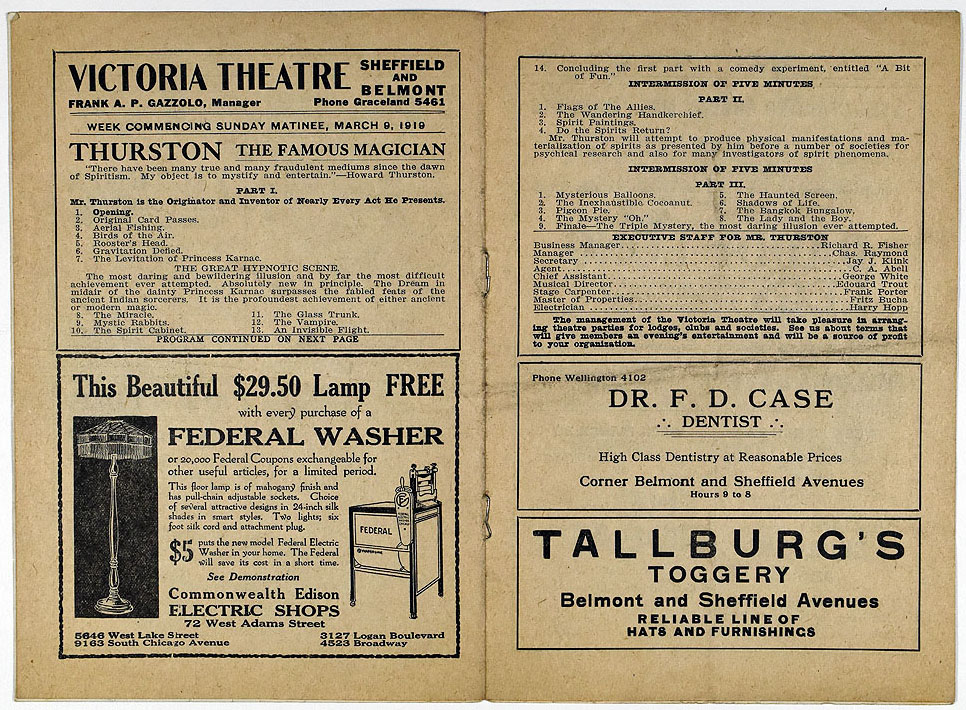 VICTORIA THEATRE SHEFFIELD AND BELMONT
FRANK A. P. GAZZOLO, Manager Phone Graceland 5461
WEEK COMMENCING SUNDAY MATINEE, MARCH 9, 1919
THURSTON THE FAMOUS MAGICIAN
"There have been many true and many fraudulent mediums since the dawn
of Spiritism. My object is to mystify and entertain."—Howard Thurston.
PART I.
Mr. Thurston is the Originator and Inventor of Nearly Every Act He Presents.
1. Opening.
2. Original Card Passes.
3. Aerial Fishing.
4. Birds of the Air.
5. Rooster's Head.
6. Gravitation Defied.
7. The Levitation of Princess Karnac.
THE GREAT HYPNOTIC SCENE.
The most daring and bewildering illusion and by far the most difficult
achievement ever attempted. Absolutely new in principle. The Dream in
midair of the dainty Princess Karnac surpasses the fabled feats of the
ancient Indian sorcerers. It is the profoundest achievement of either ancient
or modern magic.
8. The Miracle. 11. The Glass Trunk.
9. Mystic Rabbits. 12. The Vampire.
10. The Spirit Cabinet. 13. An Invisible Flight.
PROGRAM CONTINUED ON NEXT PAGE
This Beautiful $29.50 Lamp FREE
with every purchase of a
FEDERAL WASHER
or 20,000 Federal Coupons exchangeable for
other useful articles, for a limited period.
This floor lamp is of mahogany finish and
has pull-chain adjustable sockets. Choice
of several attractive designs in 24-inch silk
shades in smart styles. Two lights; six
foot silk cord and attachment plug.
$5 puts the new model Federal Electric
Washer in your home. The Federal
will save its cost in a short time.
See Demonstration
Commonwealth Edison
ELECTRIC SHOPS
72 West Adams Street
5646 West Lake Street 3127 Logan Boulevard
9163 South Chicago Avenue 4523 Broadway
FEDERAL
14. Concluding the first part with a comedy experiment, entitled "A Bit
of Fun."
INTERMISSION OF FIVE MINUTES
PART II.
1. Flags of The Allies.
2. The Wandering Handkerchief.
3. Spirit Paintings.
4. Do the Spirits Return?
Mr. Thurston will attempt to produce physical manifestations and ma-
terialization of spirits as presented by him before a number of societies for
psychical research and also for many investigators of spirit phenomena.
INTERMISSION OF FIVE MINUTES
PART III.
1. Mysterious Balloons. 5. The Haunted Screen.
2. The Inexhaustible Cocoanut. 6. Shadows of Life.
3. Pigeon Pie. 7. The Bangkok Bungalow.
4. The Mystery "Oh." 8. The Lady and the Boy.
9. Finale—The Triple Mystery, the most daring illusion ever attempted.
EXECUTIVE STAFF FOR MR. THURSTON
Business Manager Richard R. Fisher
Manager Chas. Raymond
Secretary Jay J. Klink
Agent C. A. Abell
Chief Assistant George White
Musical Director Edouard Trout
Stage Carpenter Frank Porter
Master of Properties Fritz Bucha
Electrician Harry Hopp
The management of the Victoria Theatre will take pleasure in arrang-
ing theatre parties for lodges, clubs and societies. See us about terms that
will give members an evening's entertainment and will be a source of profit
to your organization.
Phone Wellington 4102
DR. F. D. CASE
DENTIST
High Class Dentistry at Reasonable Prices
Corner Belmont and Sheffield Avenues
Hours 9 to 8
TALLBURG'S
TOGGERY
Belmont and Sheffield Avenues
RELIABLE LINE OF
HATS AND FURNISHINGS